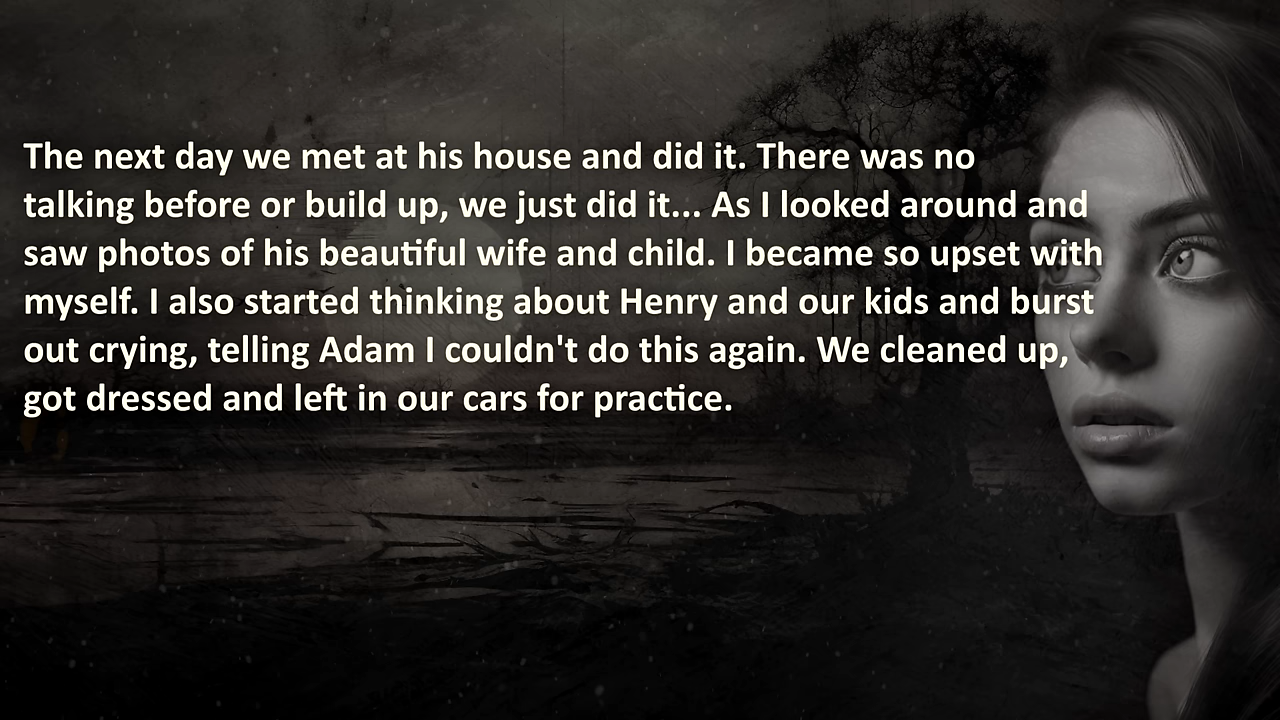 The next day we met at his house and did it. There was no
talking before or build up, we just did it... As I looked around and
saw photos of his beautiful wife and child. I became so upset with
myself. I also started thinking about Henry and our kids and burst
out crying, telling Adam I couldn't do this again. We cleaned up,
got dressed and left in our cars for practice.